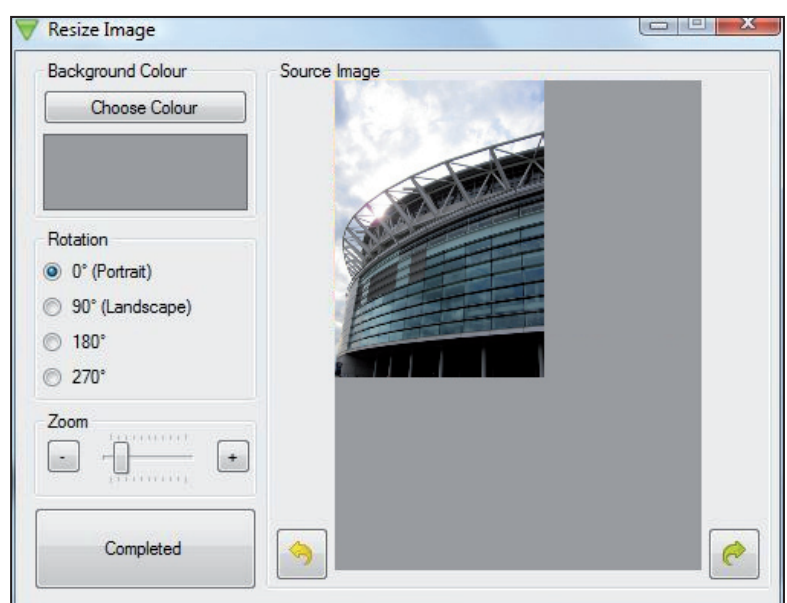 Resize Image
Background Colour
Choose Colour
Rotation
0° (Portrait)
90° (Landscape)
180°
270°
Zoom
-
+
Completed
Source Image